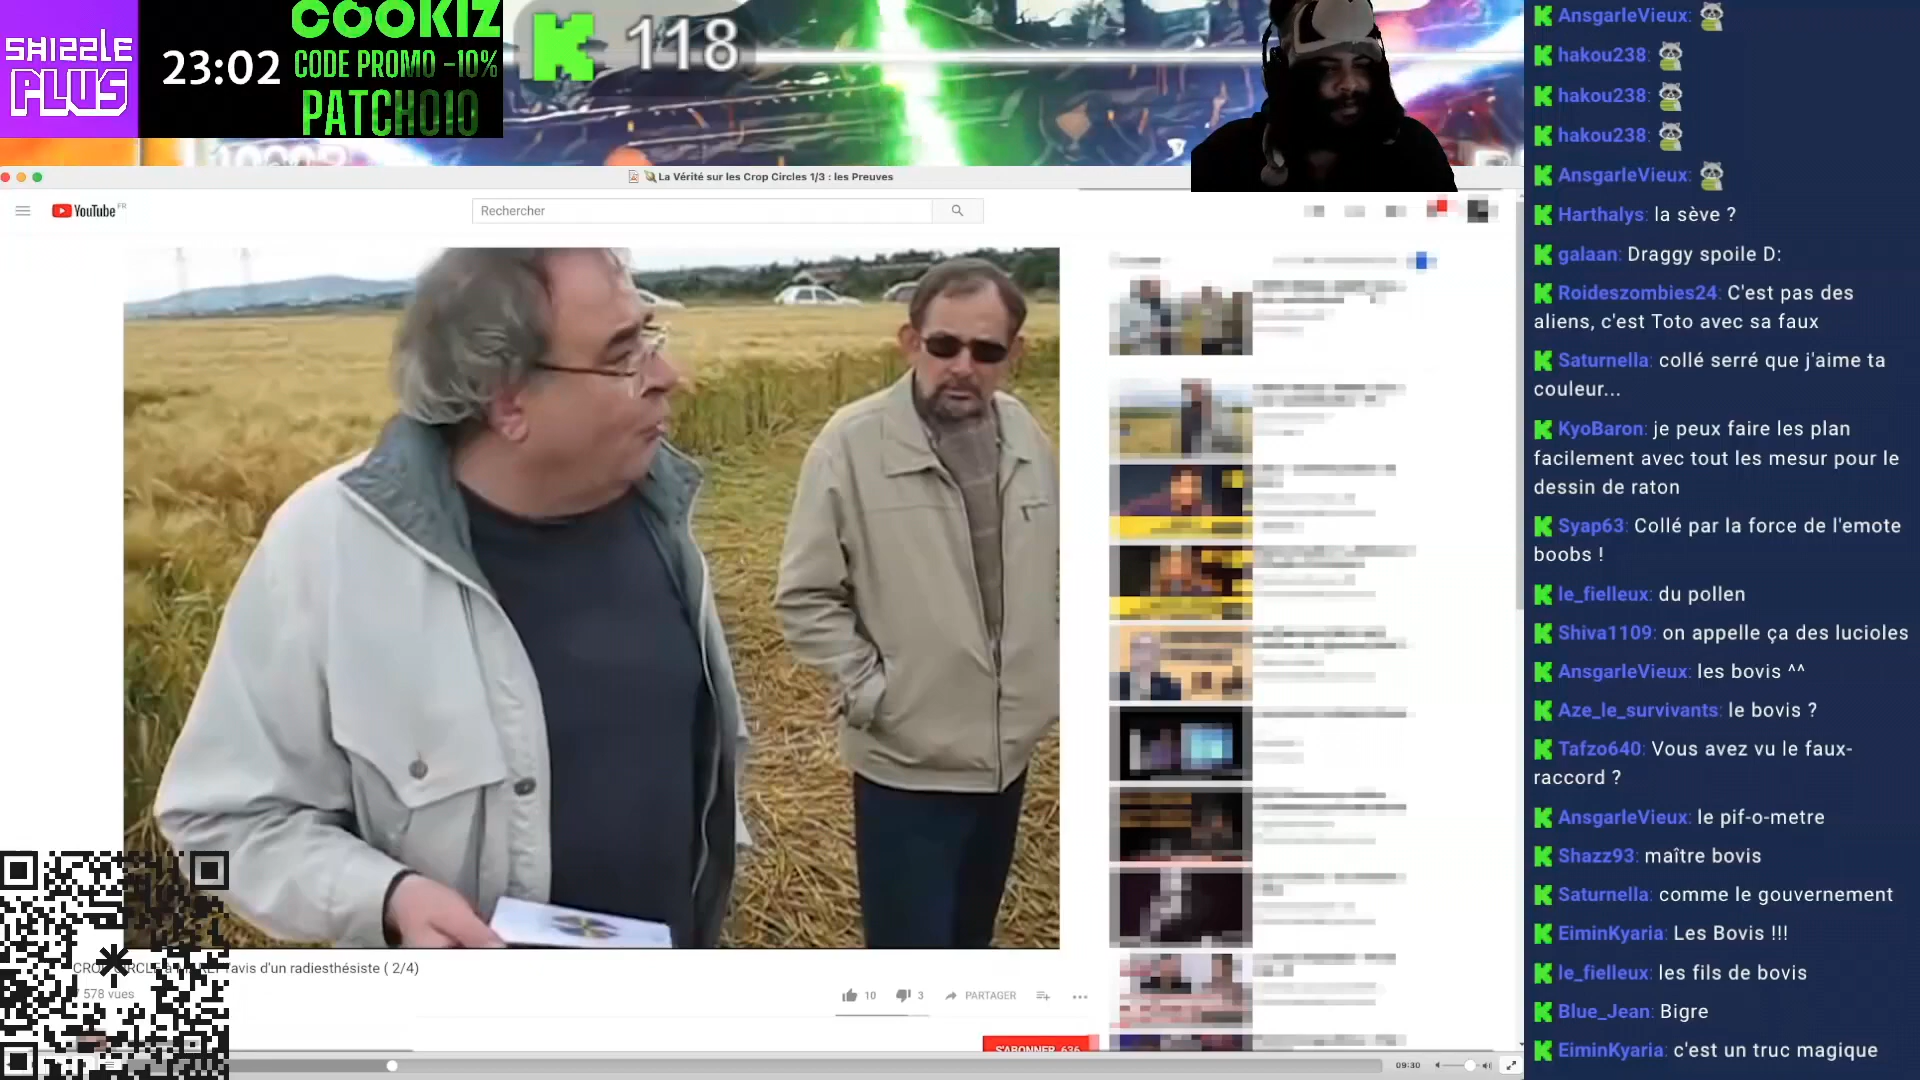 SHIZZLE
PLUS
23:02
COOKIZ
CODE PROMO -10%
PATCHO10
118
La Vérité sur les Crop Circles 1/3 : les Preuves
YouTube FR
Rechercher
l'avis d'un radiesthésiste ( 2/4)
578 vues
10
3
PARTAGER
S'ABONNER 636
09:30
AnsgarleVieux:
hakou238:
hakou238:
hakou238:
AnsgarleVieux:
Harthalys: la sève ?
galaan: Draggy spoile D:
Roideszombies24: C'est pas des
aliens, c'est Toto avec sa faux
Saturnella: collé serré que j'aime ta
couleur...
KyoBaron: je peux faire les plan
facilement avec tout les mesur pour le
dessin de raton
Syap63: Collé par la force de l'emote
boobs !
le_fielleux: du pollen
Shiva1109: on appelle ça des lucioles
AnsgarleVieux: les bovis ^^
Aze_le_survivants: le bovis ?
Tafzo640: Vous avez vu le faux-
raccord ?
AnsgarleVieux: le pif-o-metre
Shazz93: maître bovis
Saturnella: comme le gouvernement
EiminKyaria: Les Bovis !!!
le_fielleux: les fils de bovis
Blue_Jean: Bigre
EiminKyaria: c'est un truc magique